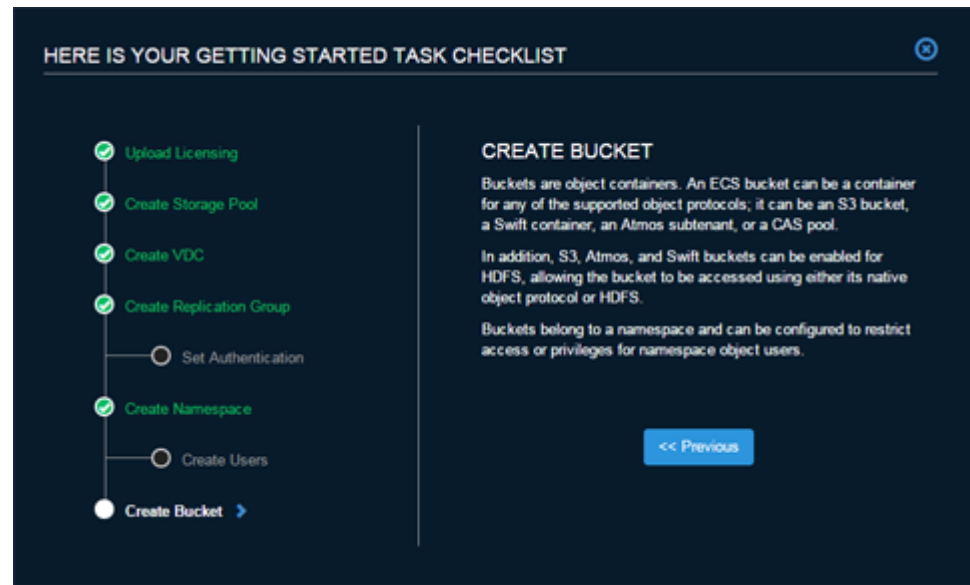 HERE IS YOUR GETTING STARTED TASK CHECKLIST
Upload Licensing
Create Storage Pool
Create VDC
Create Replication Group
Set Authentication
Create Namespace
Create Users
Create Bucket
CREATE BUCKET
Buckets are object containers. An ECS bucket can be a container
for any of the supported object protocols; it can be an S3 bucket,
a Swift container, an Atmos subtenant, or a CAS pool.
In addition, S3, Atmos, and Swift buckets can be enabled for
HDFS, allowing the bucket to be accessed using either its native
object protocol or HDFS.
Buckets belong to a namespace and can be configured to restrict
access or privileges for namespace object users.
<< Previous